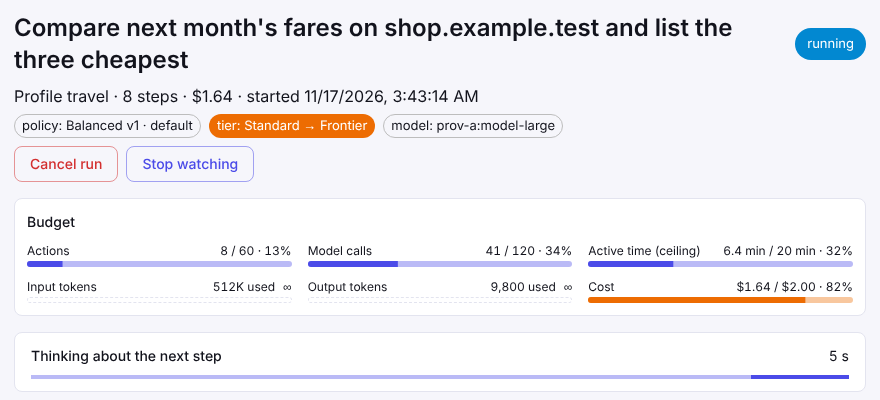 Compare next month's fares on shop.example.test and list the
three cheapest
running
Profile travel · 8 steps · $1.64 · started 11/17/2026, 3:43:14 AM
policy: Balanced v1 · default
tier: Standard → Frontier
model: prov-a:model-large
Cancel run
Stop watching
Budget
Actions 8 / 60 · 13%
Model calls 41 / 120 · 34%
Active time (ceiling) 6.4 min / 20 min · 32%
Input tokens 512K used ∞
Output tokens 9,800 used ∞
Cost $1.64 / $2.00 · 82%
Thinking about the next step 5 s